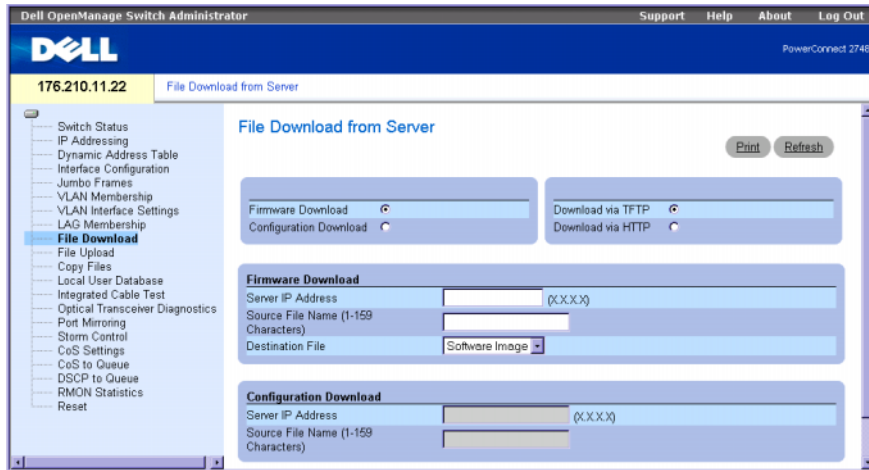 Dell OpenManage Switch Administrator
Support Help About Log Out
DELL
PowerConnect 2748
176.210.11.22
File Download from Server
Switch Status
IP Addressing
Dynamic Address Table
Interface Configuration
Jumbo Frames
VLAN Membership
VLAN Interface Settings
LAG Membership
File Download
File Upload
Copy Files
Local User Database
Integrated Cable Test
Optical Transceiver Diagnostics
Port Mirroring
Storm Control
CoS Settings
CoS to Queue
DSCP to Queue
RMON Statistics
Reset
File Download from Server
Print Refresh
Firmware Download
Configuration Download
Download via TFTP
Download via HTTP
Firmware Download
Server IP Address (X.X.X.X)
Source File Name (1-159
Characters)
Destination File Software Image
Configuration Download
Server IP Address (X.X.X.X)
Source File Name (1-159
Characters)